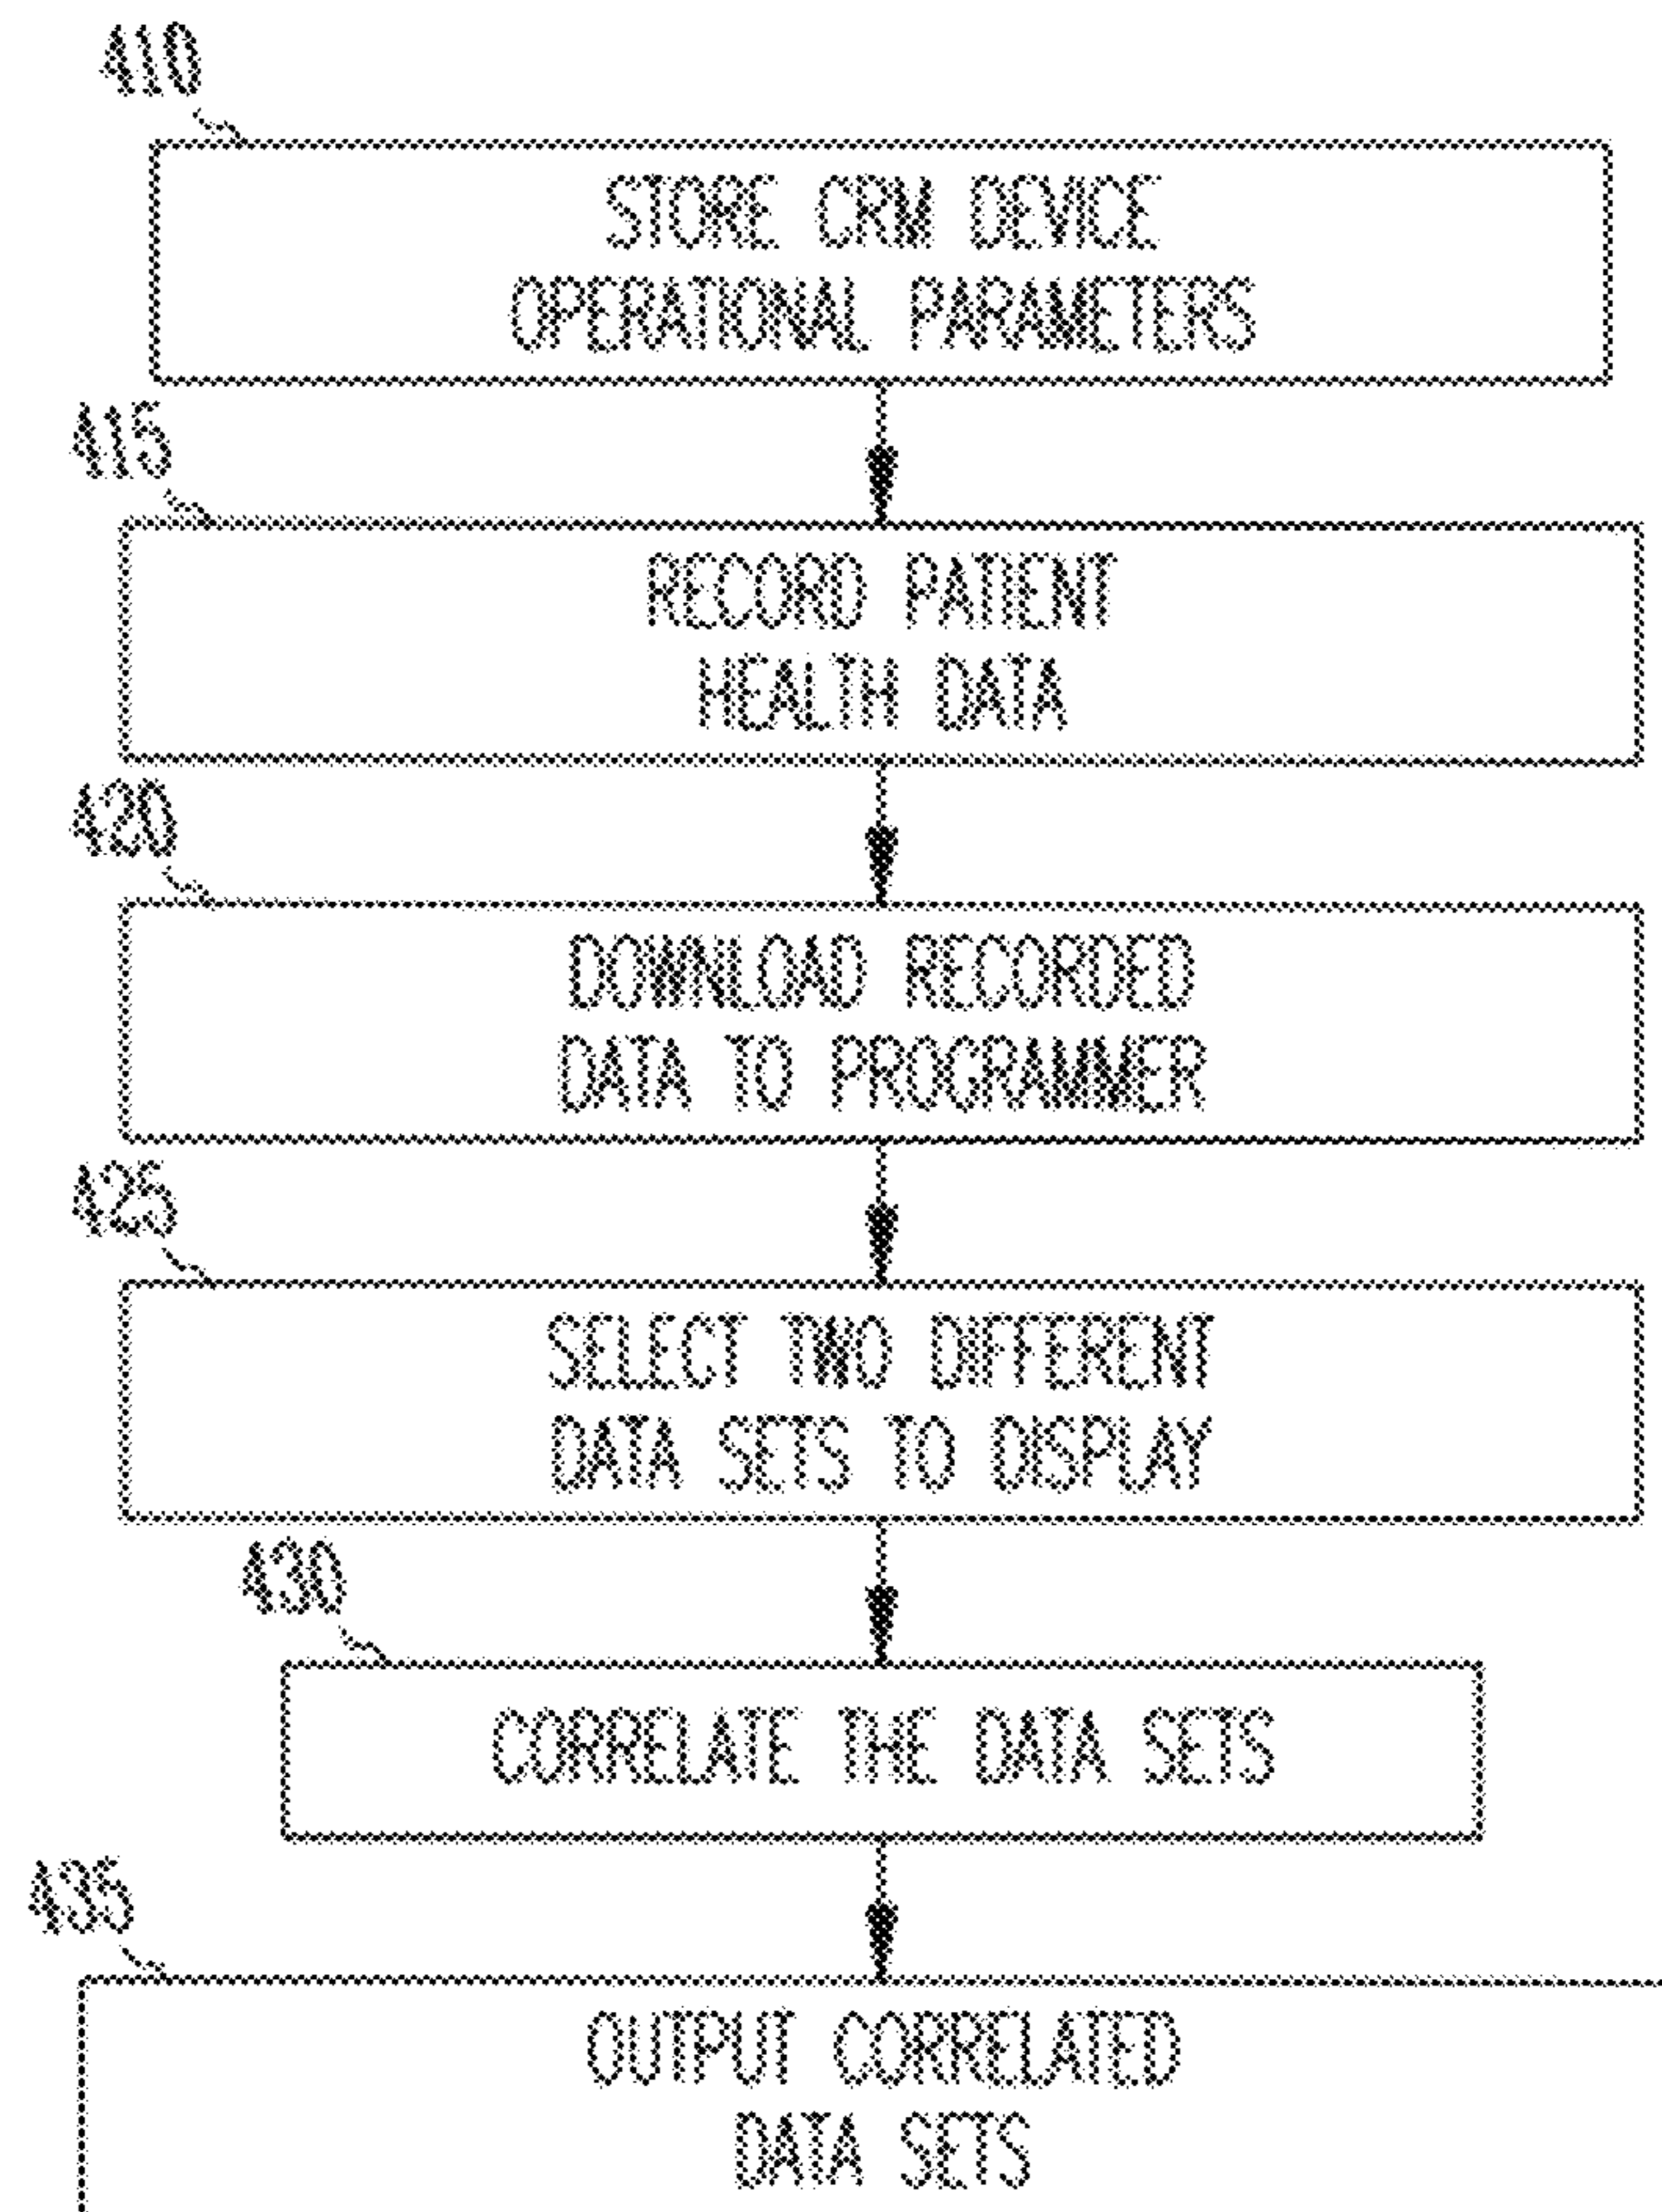 410
STORE CRM DEVICE
OPERATIONAL PARAMETERS
415
RECORD PATIENT
HEALTH DATA
420
DOWNLOAD RECORDED
DATA TO PROGRAMMER
425
SELECT TWO DIFFERENT
DATA SETS TO DISPLAY
430
CORRELATE THE DATA SETS
435
OUTPUT CORRELATED
DATA SETS